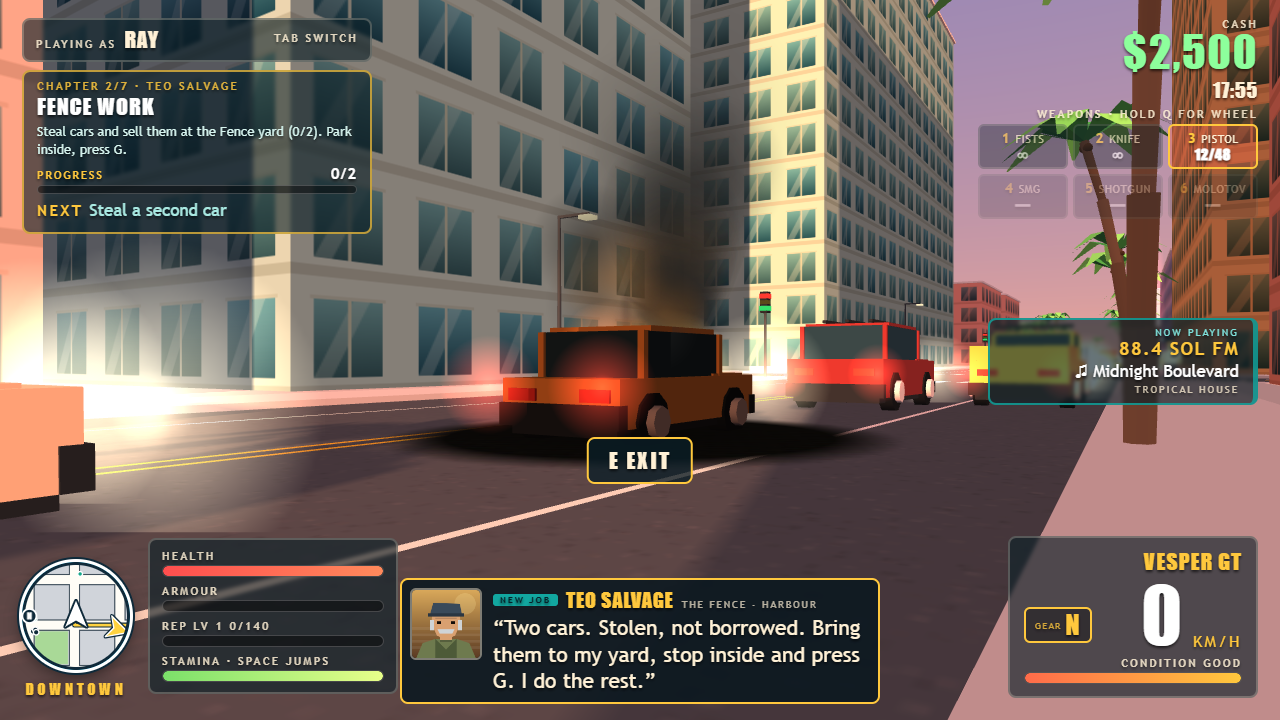 PLAYING AS RAY TAB SWITCH
CHAPTER 2/7 · TEO SALVAGE
FENCE WORK
Steal cars and sell them at the Fence yard (0/2). Park
inside, press G.
PROGRESS 0/2
NEXT Steal a second car
CASH
$2,500
17:55
WEAPONS · HOLD Q FOR WHEEL
1 FISTS
∞
2 KNIFE
∞
3 PISTOL
12/48
4 SMG
—
5 SHOTGUN
—
6 MOLOTOV
—
NOW PLAYING
88.4 SOL FM
♫ Midnight Boulevard
TROPICAL HOUSE
E EXIT
HEALTH
ARMOUR
REP LV 1 0/140
STAMINA · SPACE JUMPS
DOWNTOWN
NEW JOB TEO SALVAGE THE FENCE · HARBOUR
“Two cars. Stolen, not borrowed. Bring
them to my yard, stop inside and press
G. I do the rest.”
VESPER GT
GEAR N
0 KM/H
CONDITION GOOD